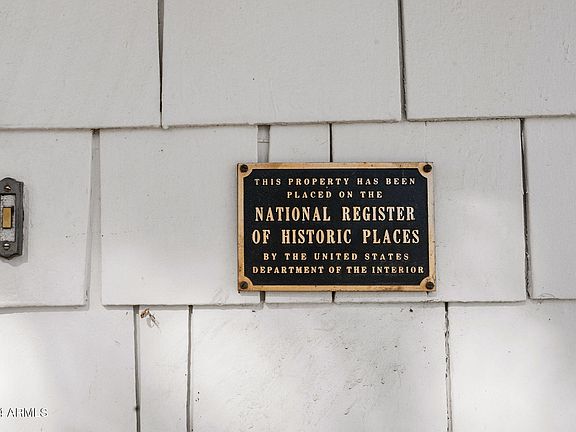 THIS PROPERTY HAS BEEN
PLACED ON THE
NATIONAL REGISTER
OF HISTORIC PLACES
BY THE UNITED STATES
DEPARTMENT OF THE INTERIOR
ARMLS